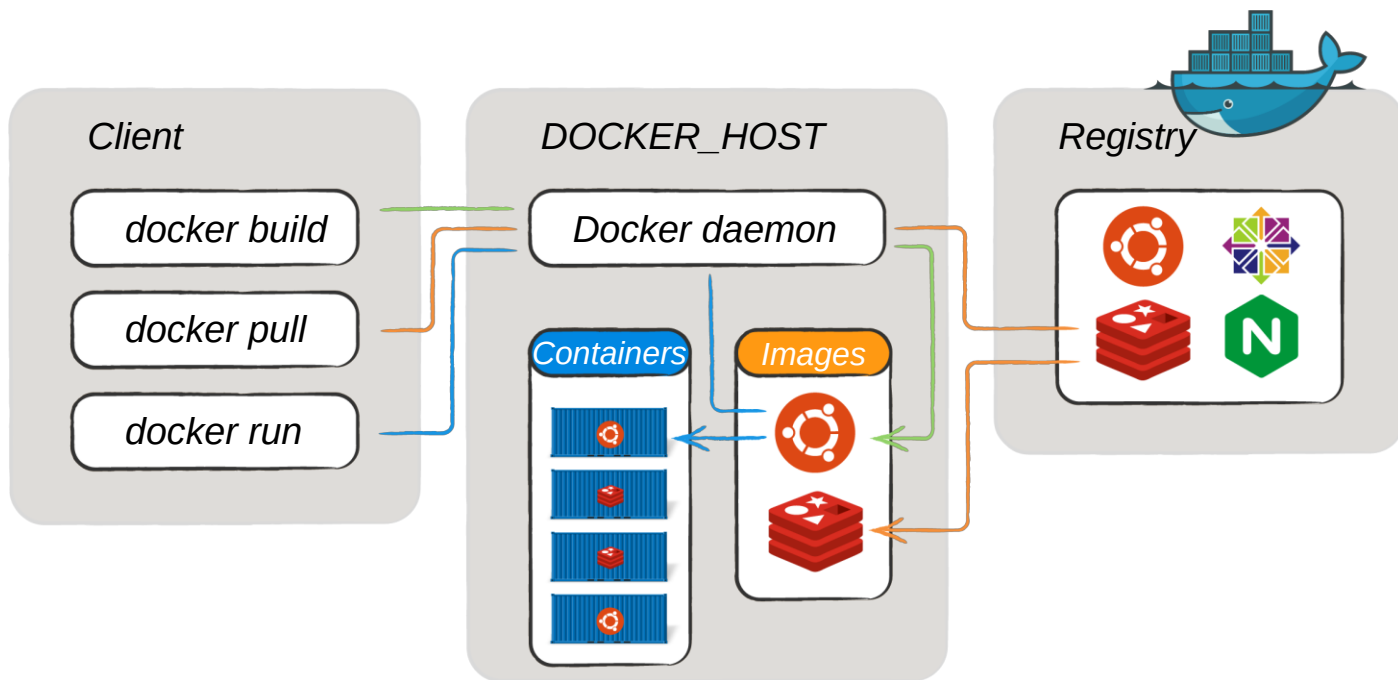 Client
docker build
docker pull
docker run
DOCKER_HOST
Docker daemon
Containers
Images
Registry
N